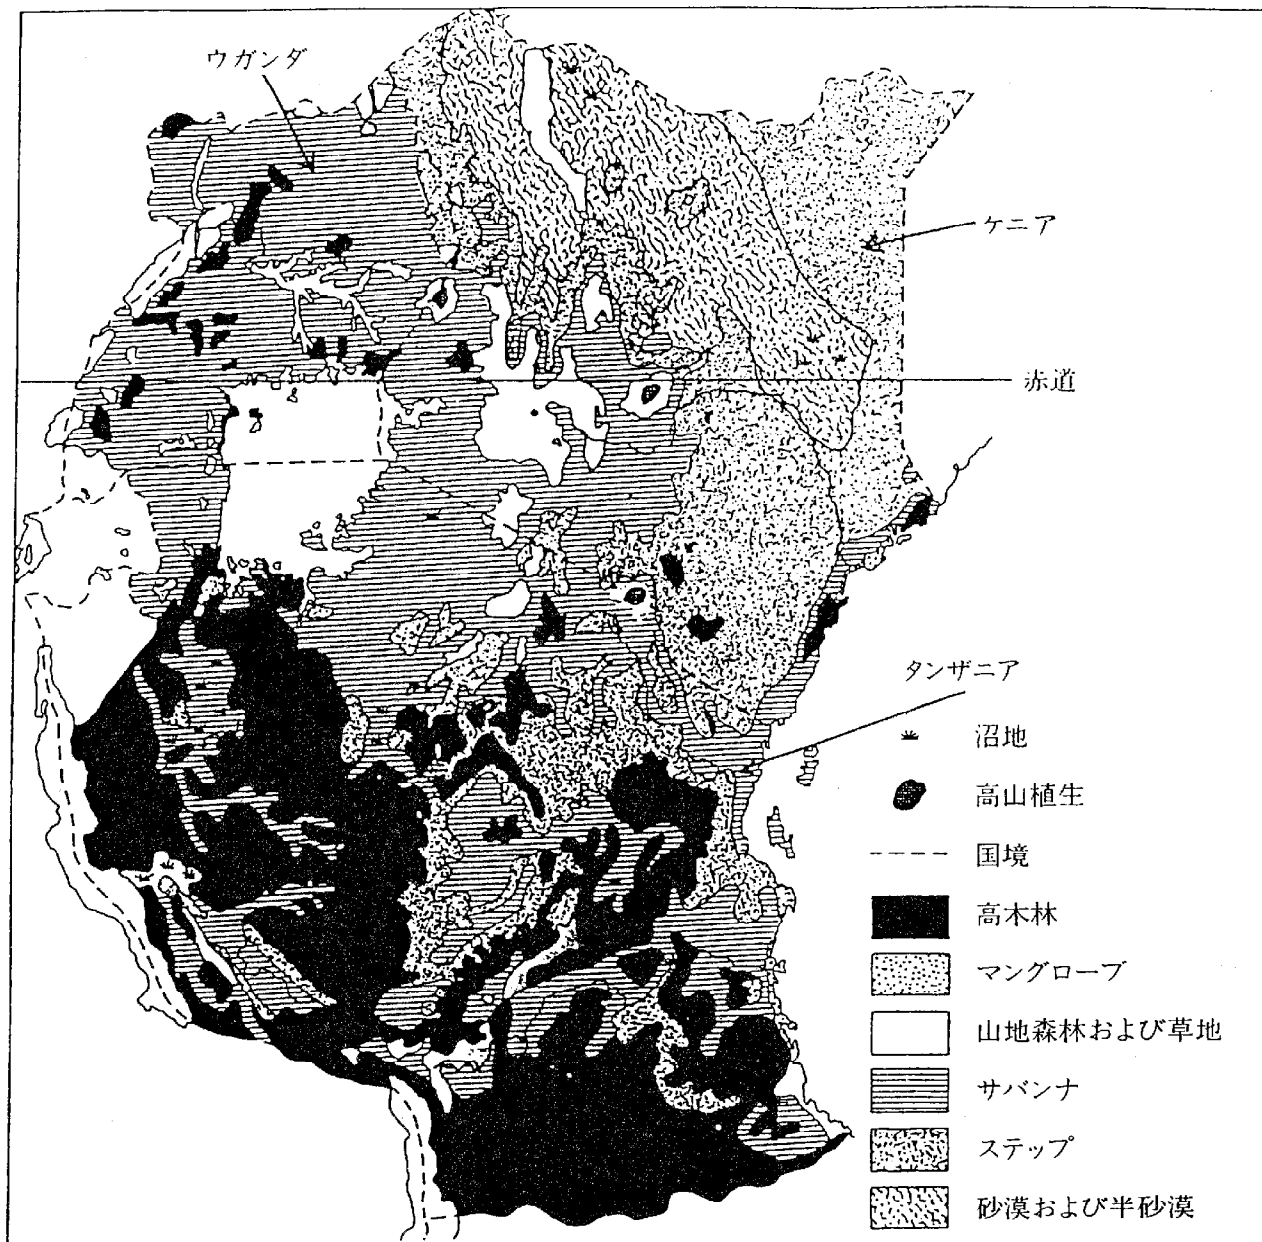 ウガンダ
ケニア
赤道
タンザニア
沼地
高山植生
国境
高木林
マングローブ
山地森林および草地
サバンナ
ステップ
砂漠および半砂漠